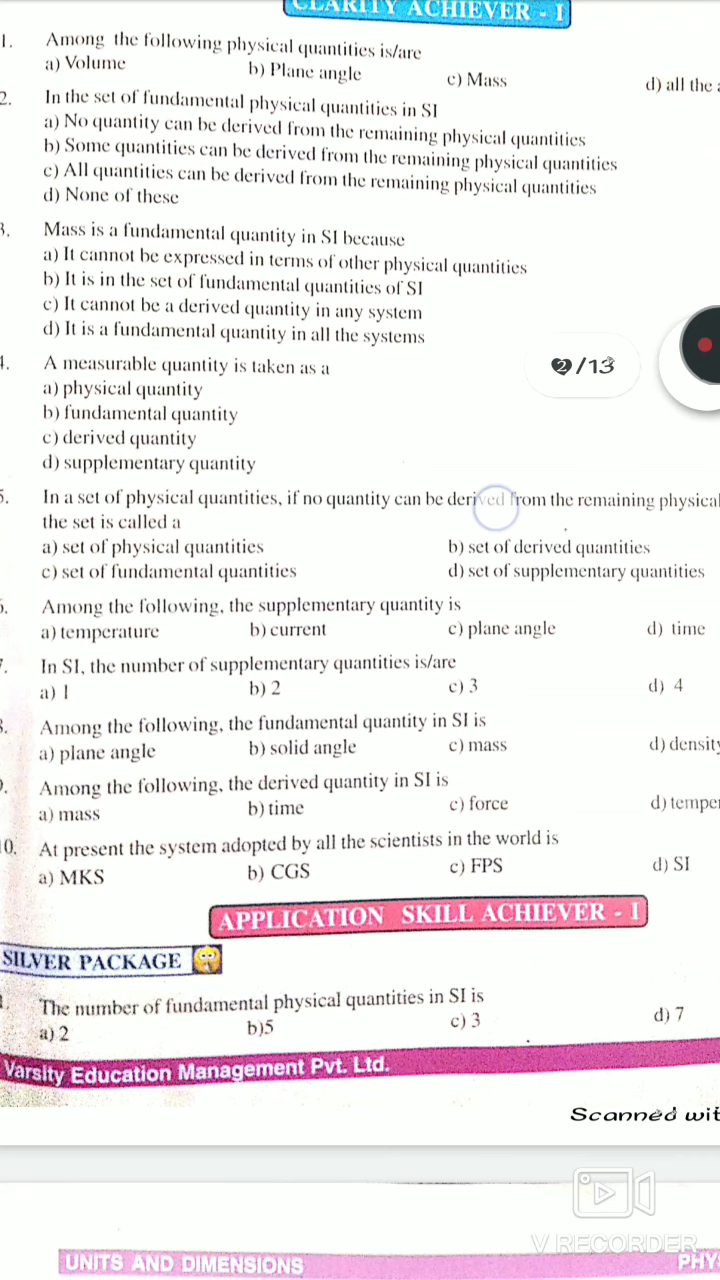 CLARITY ACHIEVER - I
1. Among the following physical quantities is/are
a) Volume b) Plane angle c) Mass d) all the
2. In the set of fundamental physical quantities in SI
a) No quantity can be derived from the remaining physical quantities
b) Some quantities can be derived from the remaining physical quantities
c) All quantities can be derived from the remaining physical quantities
d) None of these
3. Mass is a fundamental quantity in SI because
a) It cannot be expressed in terms of other physical quantities
b) It is in the set of fundamental quantities of SI
c) It cannot be a derived quantity in any system
d) It is a fundamental quantity in all the systems
4. A measurable quantity is taken as a
2/13
a) physical quantity
b) fundamental quantity
c) derived quantity
d) supplementary quantity
5. In a set of physical quantities, if no quantity can be derived from the remaining physical
the set is called a
a) set of physical quantities b) set of derived quantities
c) set of fundamental quantities d) set of supplementary quantities
6. Among the following, the supplementary quantity is
a) temperature b) current c) plane angle d) time
7. In SI, the number of supplementary quantities is/are
a) 1 b) 2 c) 3 d) 4
8. Among the following, the fundamental quantity in SI is
a) plane angle b) solid angle c) mass d) density
9. Among the following, the derived quantity in SI is
a) mass b) time c) force d) temper
10. At present the system adopted by all the scientists in the world is
a) MKS b) CGS c) FPS d) SI
APPLICATION SKILL ACHIEVER - I
SILVER PACKAGE
1. The number of fundamental physical quantities in SI is
a) 2 b)5 c) 3 d) 7
Varsity Education Management Pvt. Ltd.
Scanned wit
V RECORDER
UNITS AND DIMENSIONS PHY